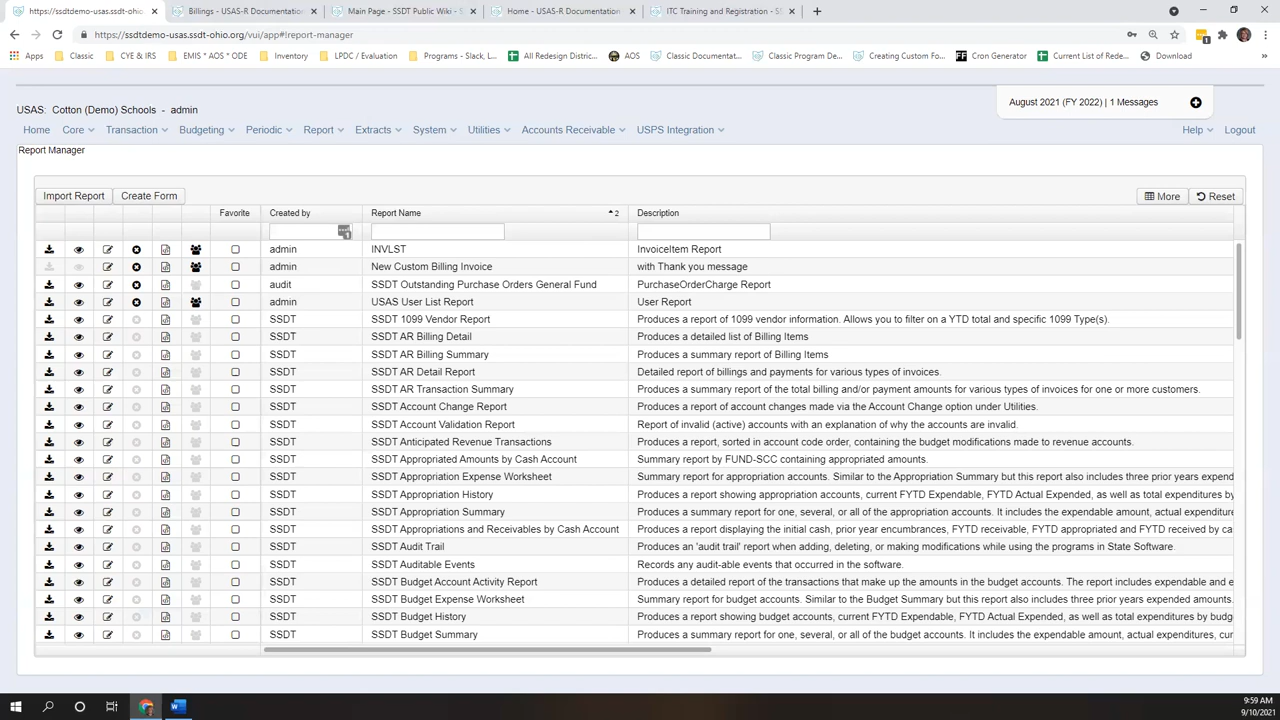 https://ssdtdemo-usas.ssdt-ohio.org/
Billings - USAS-R Documentation
Main Page - SSDT Public Wiki -
Home - USAS-R Documentation
ITC Training and Registration - SS
https://ssdtdemo-usas.ssdt-ohio.org/vui/app#!report-manager
1
Apps Classic CYE & IRS EMIS * AOS * ODE Inventory LPDC / Evaluation Programs - Slack, L... All Redesign Distric... AOS Classic Documentat... Classic Program De... Creating Custom Fo... Cron Generator Current List of Rede... Download »
USAS: Cotton (Demo) Schools - admin
August 2021 (FY 2022) | 1 Messages
Home Core Transaction Budgeting Periodic Report Extracts System Utilities Accounts Receivable USPS Integration Help Logout
Report Manager
Import Report Create Form More Reset
Favorite Created by Report Name 2 Description
1
admin INVLST InvoiceItem Report
admin New Custom Billing Invoice with Thank you message
audit SSDT Outstanding Purchase Orders General Fund PurchaseOrderCharge Report
admin USAS User List Report User Report
SSDT SSDT 1099 Vendor Report Produces a report of 1099 vendor information. Allows you to filter on a YTD total and specific 1099 Type(s).
SSDT SSDT AR Billing Detail Produces a detailed list of Billing Items
SSDT SSDT AR Billing Summary Produces a summary report of Billing Items
SSDT SSDT AR Detail Report Detailed report of billings and payments for various types of invoices.
SSDT SSDT AR Transaction Summary Produces a summary report of the total billing and/or payment amounts for various types of invoices for one or more customers.
SSDT SSDT Account Change Report Produces a report of account changes made via the Account Change option under Utilities.
SSDT SSDT Account Validation Report Report of invalid (active) accounts with an explanation of why the accounts are invalid.
SSDT SSDT Anticipated Revenue Transactions Produces a report, sorted in account code order, containing the budget modifications made to revenue accounts.
SSDT SSDT Appropriated Amounts by Cash Account Summary report by FUND-SCC containing appropriated amounts.
SSDT SSDT Appropriation Expense Worksheet Summary report for appropriation accounts. Similar to the Appropriation Summary but this report also includes three prior years expended
SSDT SSDT Appropriation History Produces a report showing appropriation accounts, current FYTD Expendable, FYTD Actual Expended, as well as total expenditures by
SSDT SSDT Appropriation Summary Produces a summary report for one, several, or all of the appropriation accounts. It includes the expendable amount, actual expenditure
SSDT SSDT Appropriations and Receivables by Cash Account Produces a report displaying the initial cash, prior year encumbrances, FYTD receivable, FYTD appropriated and FYTD received by ca
SSDT SSDT Audit Trail Produces an 'audit trail' report when adding, deleting, or making modifications while using the programs in State Software.
SSDT SSDT Auditable Events Records any audit-able events that occurred in the software.
SSDT SSDT Budget Account Activity Report Produces a detailed report of the transactions that make up the amounts in the budget accounts. The report includes expendable and e
SSDT SSDT Budget Expense Worksheet Summary report for budget accounts. Similar to the Budget Summary but this report also includes three prior years expended amounts.
SSDT SSDT Budget History Produces a report showing budget accounts, current FYTD Expendable, FYTD Actual Expended, as well as total expenditures by budg
SSDT SSDT Budget Summary Produces a summary report for one, several, or all of the budget accounts. It includes the expendable amount, actual expenditures, cur
9:59 AM
9/10/2021